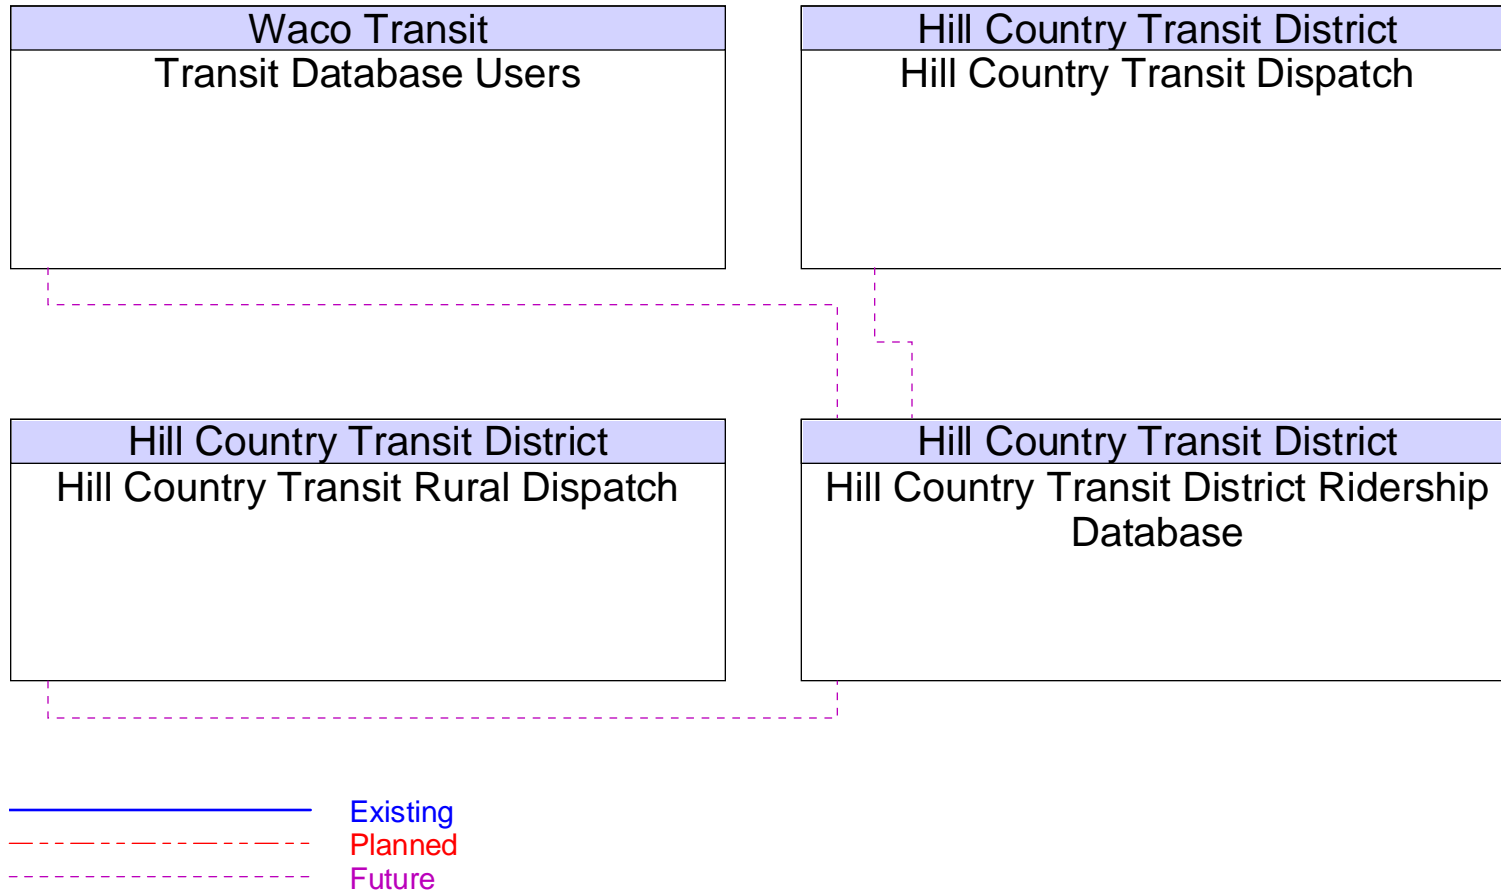 Waco Transit
Transit Database Users
Hill Country Transit District
Hill Country Transit Dispatch
Hill Country Transit District
Hill Country Transit Rural Dispatch
Hill Country Transit District
Hill Country Transit District Ridership
Database
Existing
Planned
Future